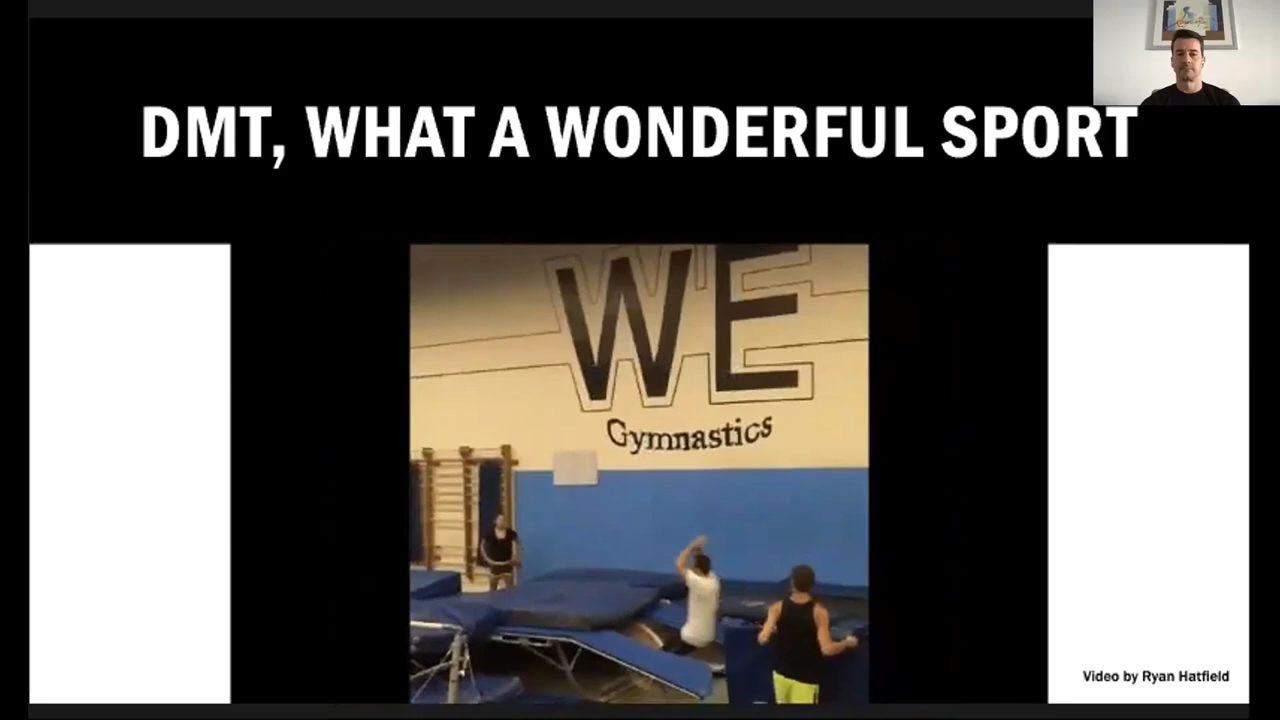 DMT, WHAT A WONDERFUL SPORT
WE
Gymnastics
Video by Ryan Hatfield